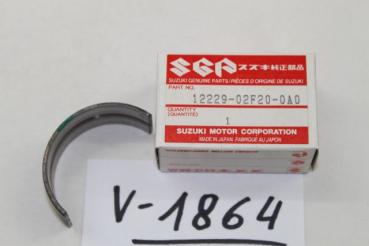 SGP スズキ純正部品
SUZUKI GENUINE PARTS/PIÈCES D'ORIGINE DE SUZUKI
PART NO.
12229-02F20-0A0
QUANTITY
(QUANTITÉ)
1
SUZUKI MOTOR CORPORATION
MADE IN JAPAN FABRIQUÉ AU JAPON
V-1864